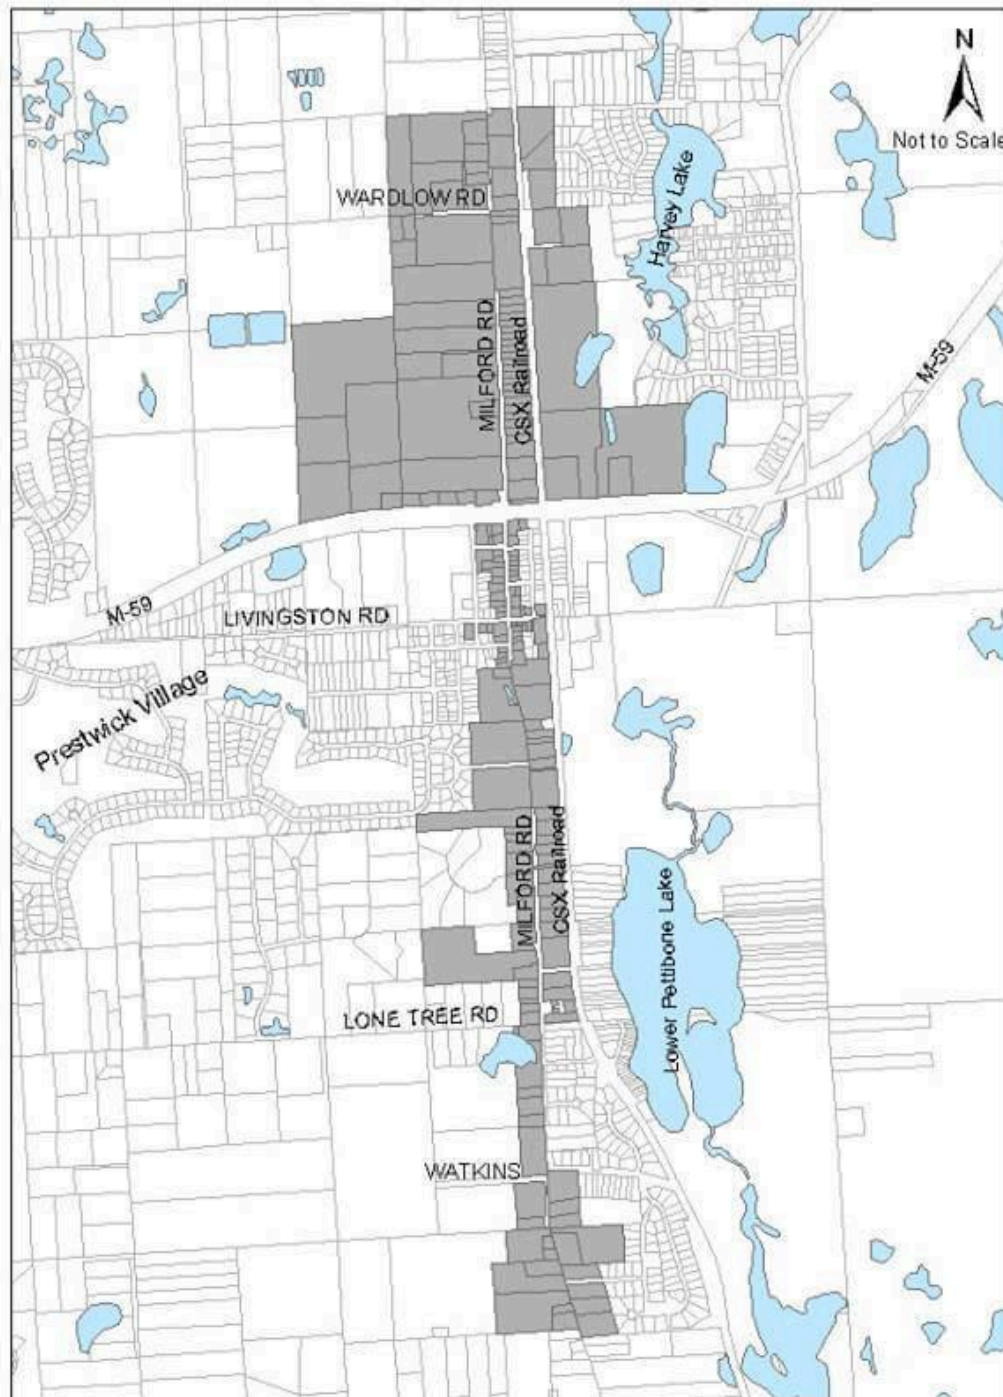 N
Not to Scale
WARDLOW RD
Harvey Lake
MILFORD RD
CSX Railroad
M-59
M-59
LIVINGSTON RD
Prestwick Village
MILFORD RD
CSX Railroad
Lower Pettibone Lake
LONE TREE RD
WATKINS